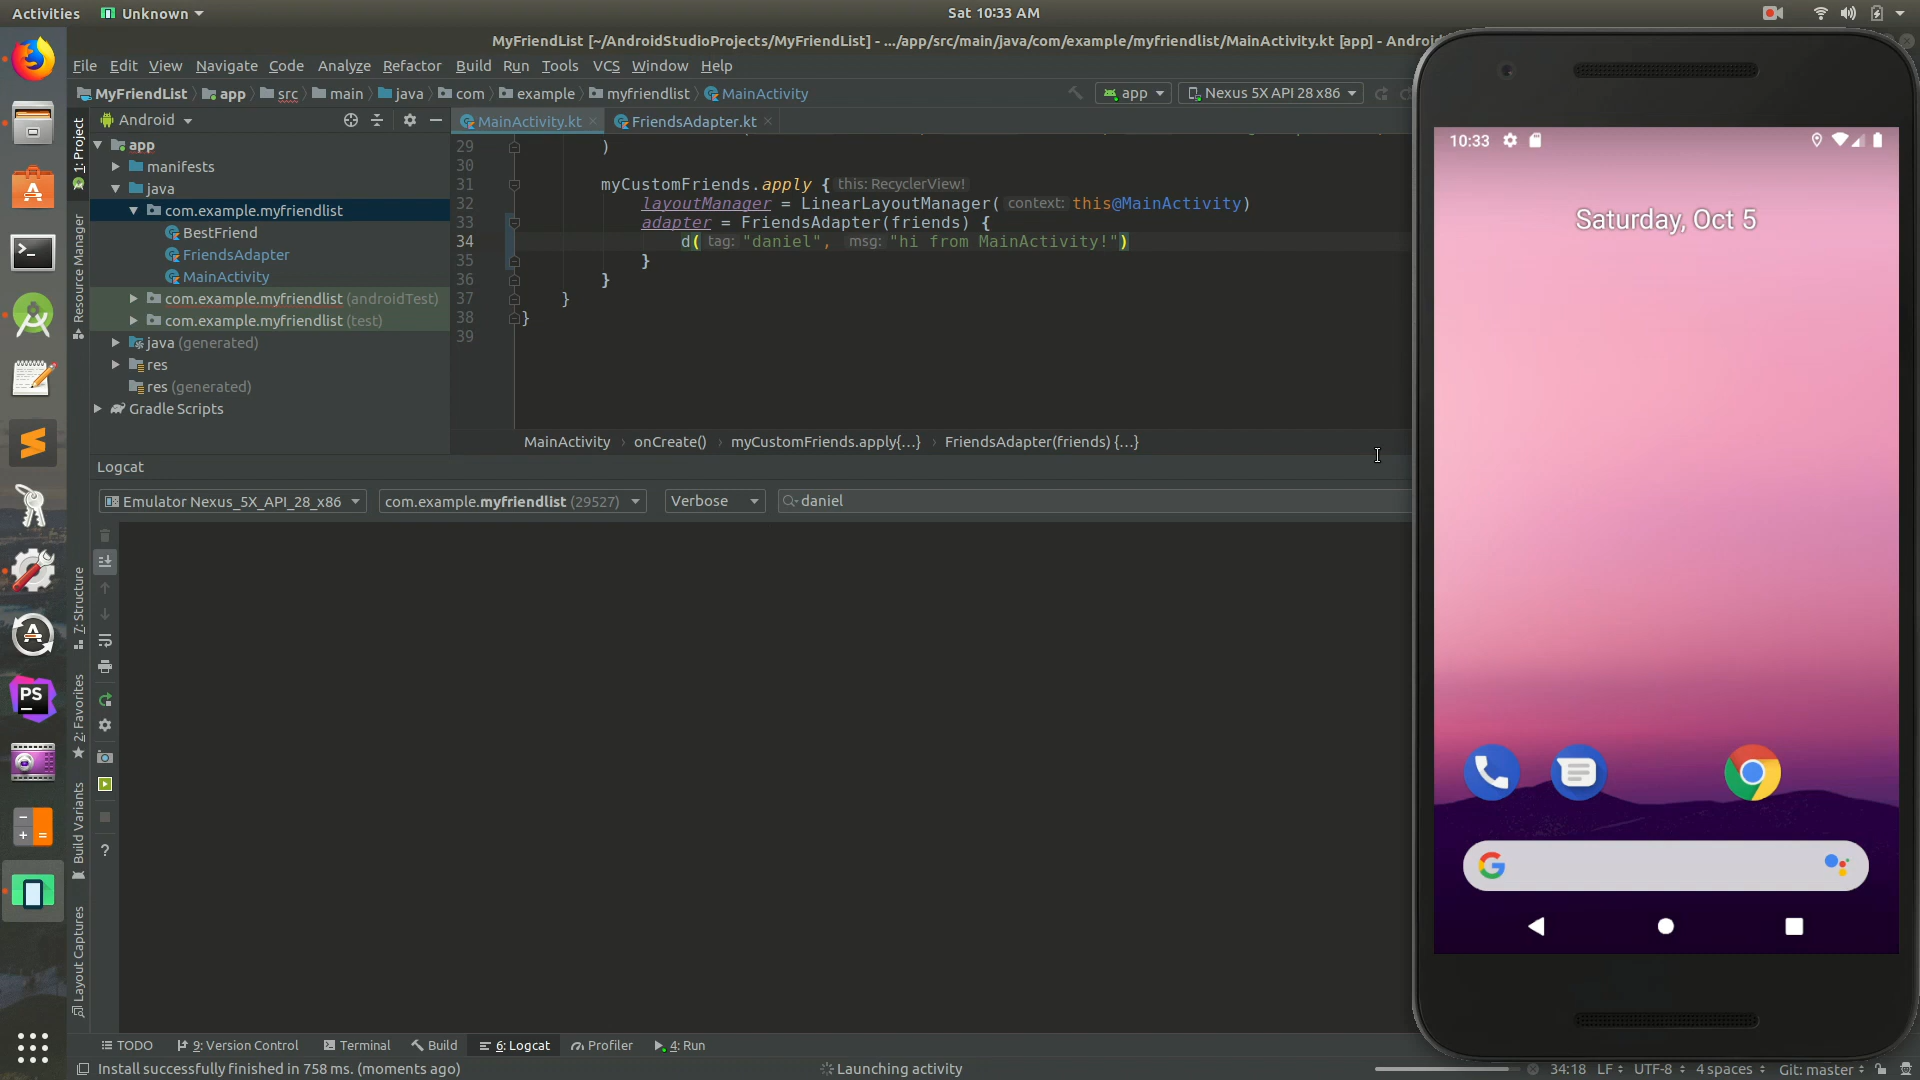 Activities
Unknown
Sat 10:33 AM
MyFriendList [~/AndroidStudioProjects/MyFriendList] - .../app/src/main/java/com/example/myfriendlist/MainActivity.kt [app] - Androi
File Edit View Navigate Code Analyze Refactor Build Run Tools VCS Window Help
MyFriendList app src main java com example myfriendlist MainActivity
app
Nexus 5X API 28 x86
Android
MainActivity.kt
FriendsAdapter.kt
1: Project
Resource Manager
7: Structure
2: Favorites
Build Variants
Layout Captures
app
manifests
java
com.example.myfriendlist
BestFriend
FriendsAdapter
MainActivity
com.example.myfriendlist (androidTest)
com.example.myfriendlist (test)
java (generated)
res
res (generated)
Gradle Scripts
29 )
30
31 myCustomFriends.apply { this: RecyclerView!
32 layoutManager = LinearLayoutManager( context: this@MainActivity)
33 adapter = FriendsAdapter(friends) {
34 d( tag: "daniel", msg: "hi from MainActivity!")
35 }
36 }
37 }
38 }
39
MainActivity › onCreate() › myCustomFriends.apply{...} › FriendsAdapter(friends) {...}
Logcat
Emulator Nexus_5X_API_28_x86
com.example.myfriendlist (29527)
Verbose
daniel
10:33
Saturday, Oct 5
PS
TODO
9: Version Control
Terminal
Build
6: Logcat
Profiler
4: Run
Install successfully finished in 758 ms. (moments ago)
Launching activity
34:18 LF UTF-8 4 spaces Git: master